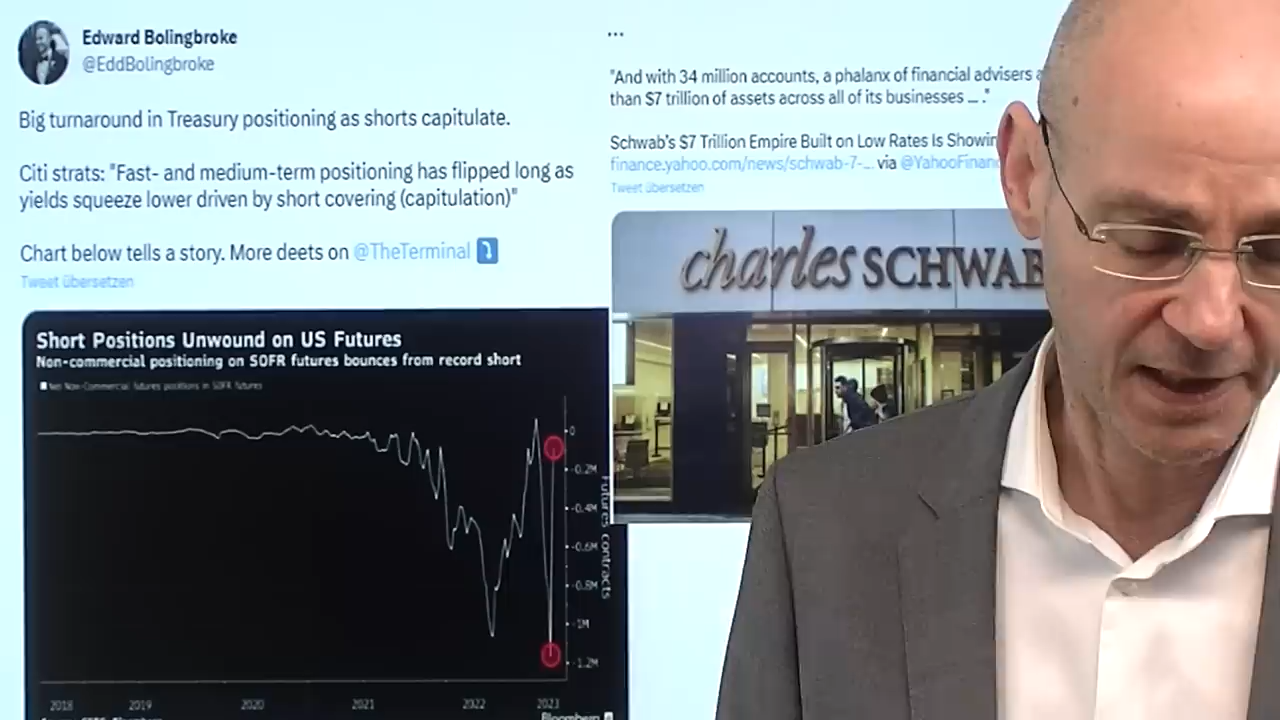 Edward Bolingbroke
@EddBolingbroke
Big turnaround in Treasury positioning as shorts capitulate.
Citi strats: "Fast- and medium-term positioning has flipped long as
yields squeeze lower driven by short covering (capitulation)"
Chart below tells a story. More deets on @TheTerminal
Tweet übersetzen
Short Positions Unwound on US Futures
Non-commercial positioning on SOFR futures bounces from record short
Net Non-Commercial futures positions in SOFR futures
0
-0.2M
-0.4M
-0.6M
-0.8M
-1M
-1.2M
Futures contracts
2018 2019 2020 2021 2022 2023
Bloomberg
...
"And with 34 million accounts, a phalanx of financial advisers
than $7 trillion of assets across all of its businesses ... ."
Schwab's $7 Trillion Empire Built on Low Rates Is
finance.yahoo.com/news/schwab-7-... via
Tweet übersetzen
charles SCHWAB